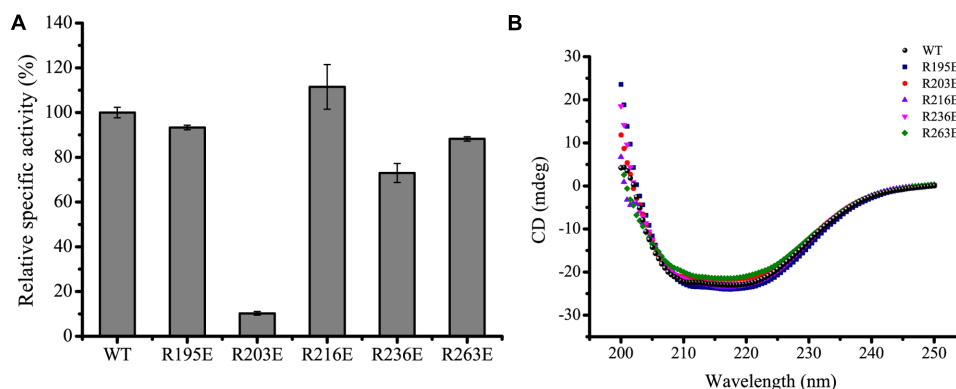 A
Relative specific activity (%)
140
120
100
80
60
40
20
0
WT R195E R203E R216E R236E R263E
B
CD (mdeg)
30
20
10
0
-10
-20
-30
200 210 220 230 240 250
Wavelength (nm)
WT
R195E
R203E
R216E
R236E
R263E